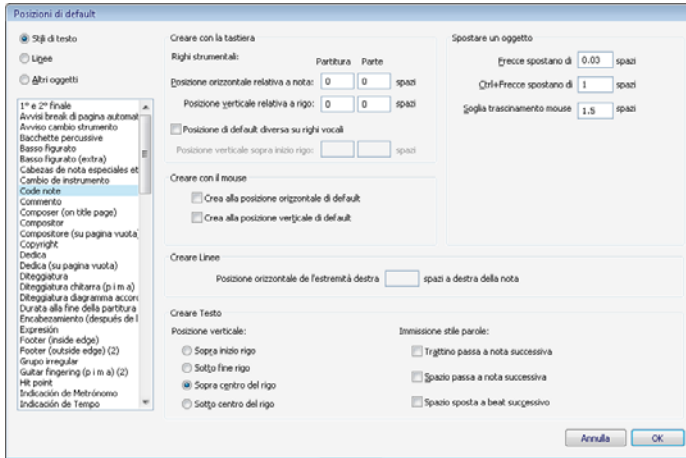 Posizioni di default
Stili di testo
Linee
Altri oggetti
1ª e 2ª finale
Avvisi break di pagina automat
Avviso cambio strumento
Bacchette percussive
Basso figurato
Basso figurato (extra)
Cabezas de nota especiales et
Cambio de instrumento
Code note
Commento
Composer (on title page)
Compositor
Compositore (su pagina vuota)
Copyright
Dedica
Dedica (su pagina vuota)
Diteggiatura
Diteggiatura chitarra (p i m a)
Diteggiatura diagramma accord
Durata alla fine della partitura
Encabezamiento (después de l
Expresión
Footer (inside edge)
Footer (outside edge) (2)
Grupo irregular
Guitar fingering (p i m a) (2)
Hit point
Indicación de Metrónomo
Indicación de Tempo
Creare con la tastiera
Righi strumentali:
Partitura Parte
Posizione orizzontale relativa a nota: 0 0 spazi
Posizione verticale relativa a rigo: 0 0 spazi
Posizione di default diversa su righi vocali
Posizione verticale sopra inizio rigo: spazi
Creare con il mouse
Crea alla posizione orizzontale di default
Crea alla posizione verticale di default
Spostare un oggetto
Frecce spostano di 0.03 spazi
Ctrl+Frecce spostano di 1 spazi
Soglia trascinamento mouse 1.5 spazi
Creare Linee
Posizione orizzontale de l'estremità destra spazi a destra della nota
Creare Testo
Posizione verticale:
Sopra inizio rigo
Sotto fine rigo
Sopra centro del rigo
Sotto centro del rigo
Immissione stile parole:
Trattino passa a nota successiva
Spazio passa a nota successiva
Spazio sposta a beat successivo
Annulla
OK